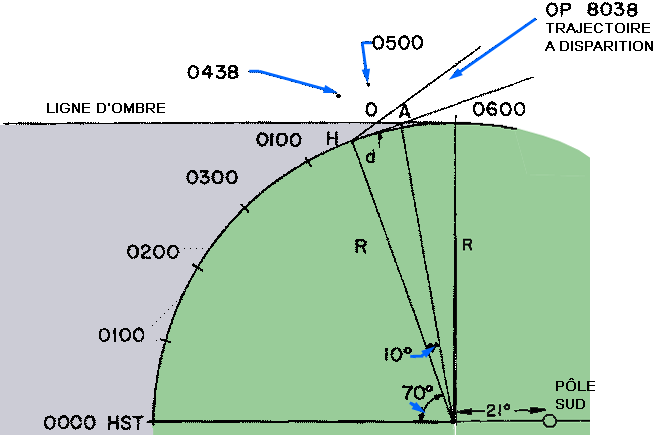 OP 8038
TRAJECTOIRE
A DISPARITION
0500
0438
LIGNE D'OMBRE
O
A
0600
0100
H
d
0300
R
R
0200
0100
10°
70°
PÔLE
SUD
21°
0000 HST